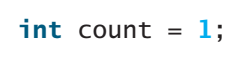 int count = 1;